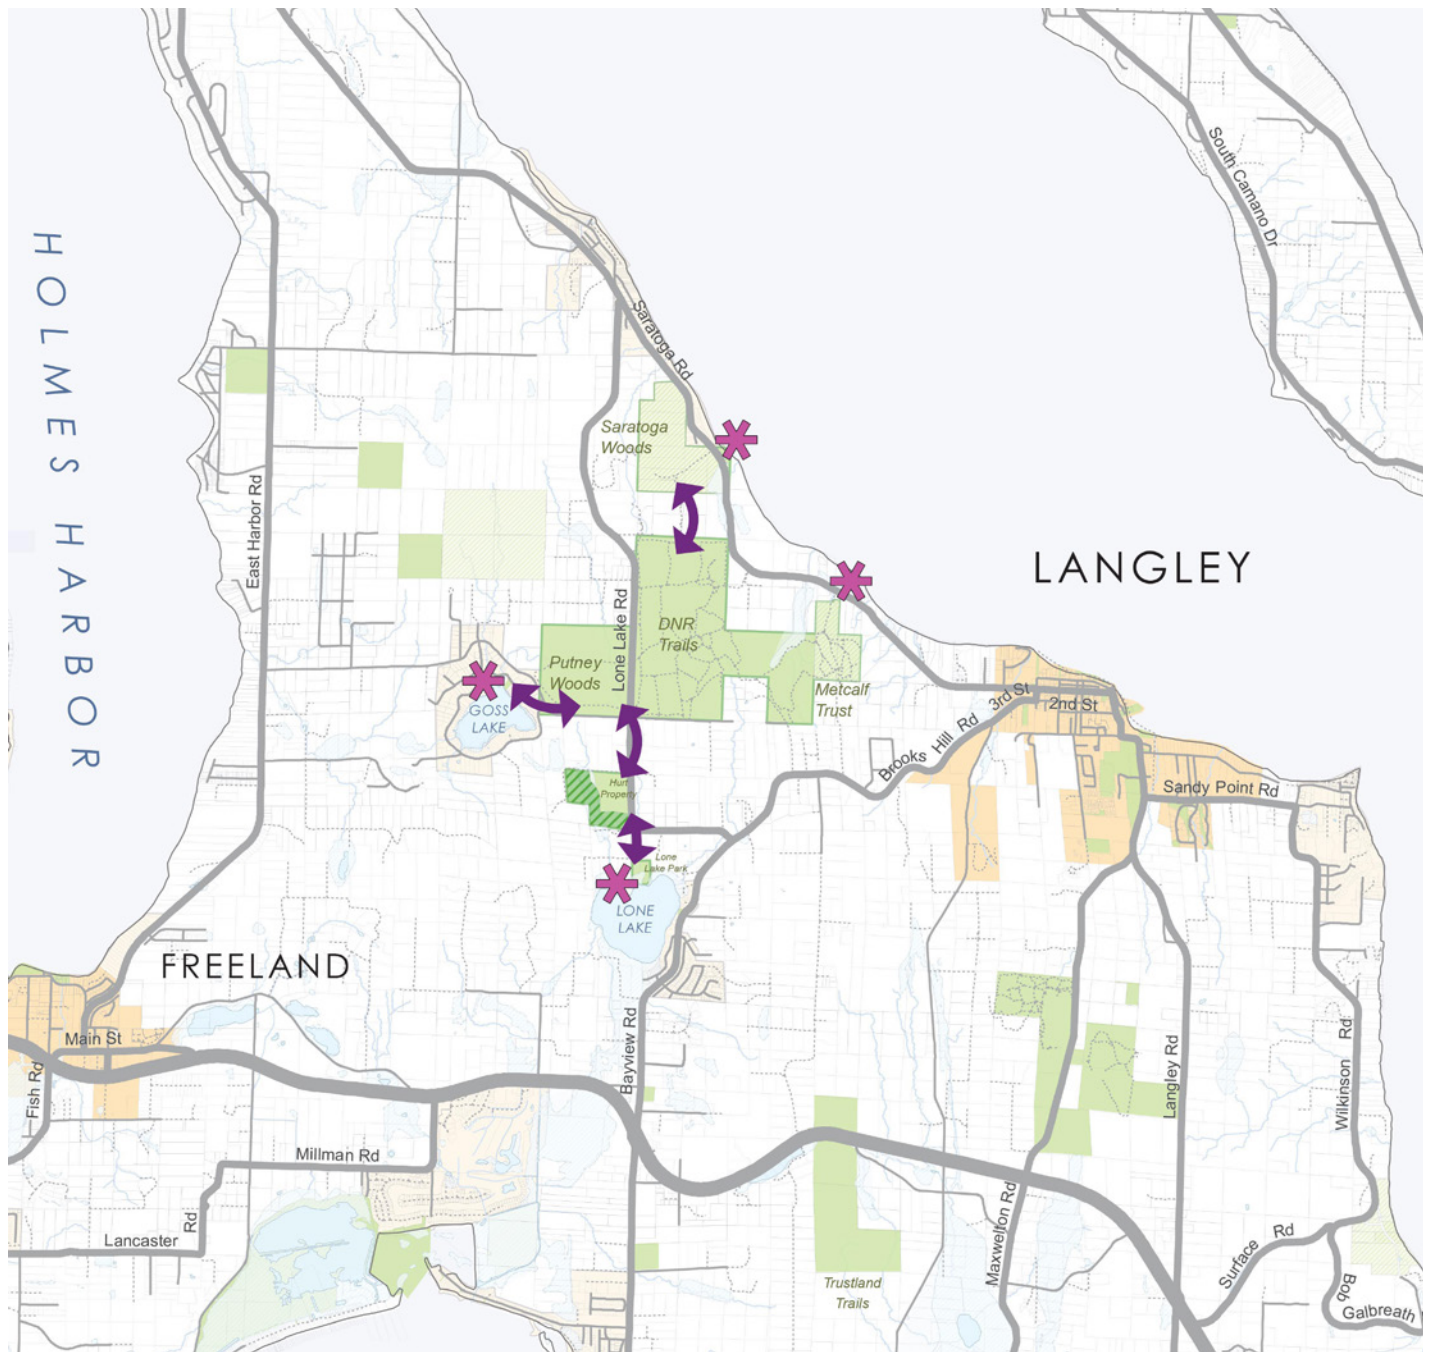 South Camano Dr
HOLMES HARBOR
Saratoga Rd
Saratoga
Woods
East Harbor Rd
LANGLEY
Lone Lake Rd
DNR
Trails
Putney
Woods
Metcalf
Trust
GOSS
LAKE
3rd St
2nd St
Brooks Hill Rd
Hurt
Property
Sandy Point Rd
Lone
Lake Park
LONE
LAKE
FREELAND
Main St
Fish Rd
Bayview Rd
Langley Rd
Wilkinson Rd
Millman Rd
Maxwelton Rd
Lancaster Rd
Surface Rd
Trustland
Trails
Bob Galbreath